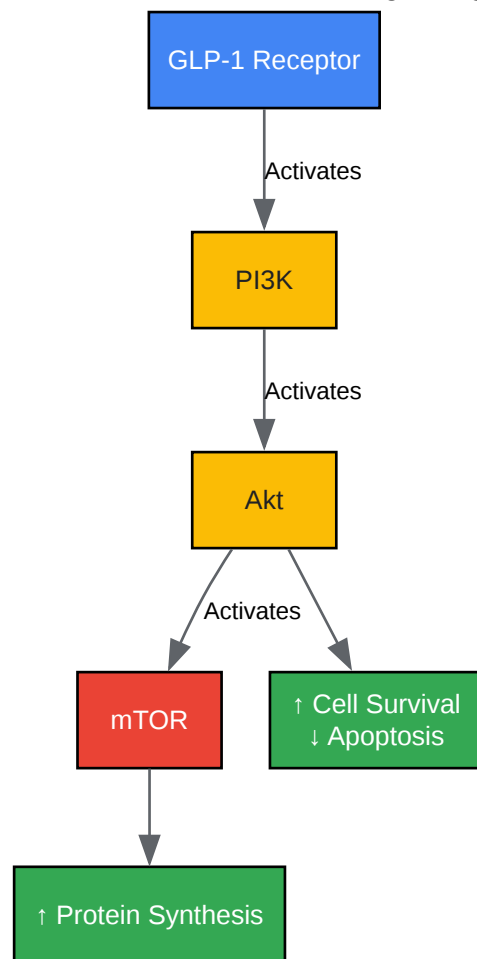 GLP-1 Receptor
Activates
PI3K
Activates
Akt
Activates
mTOR
↑ Cell Survival
↓ Apoptosis
↑ Protein Synthesis